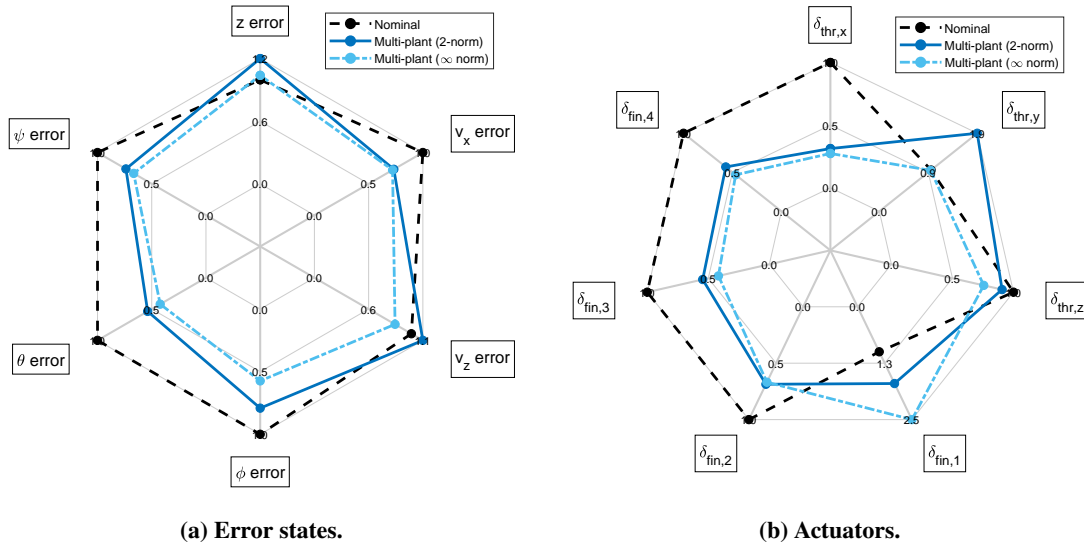 z error
Nominal
Multi-plant (2-norm)
Multi-plant (∞ norm)
ψ error
v_x error
0.6
0.5
0.5
0.0
0.0
0.0
0.0
0.0
0.0
0.5
0.6
0.5
θ error
v_z error
φ error
(a) Error states.
δ_thr,x
Nominal
Multi-plant (2-norm)
Multi-plant (∞ norm)
δ_fin,4
δ_thr,y
1.9
0.5
0.5
0.9
0.0
0.0
0.0
0.0
0.0
0.0
0.0
0.5
0.5
δ_fin,3
δ_thr,z
0.5
1.3
2.5
δ_fin,2
δ_fin,1
(b) Actuators.